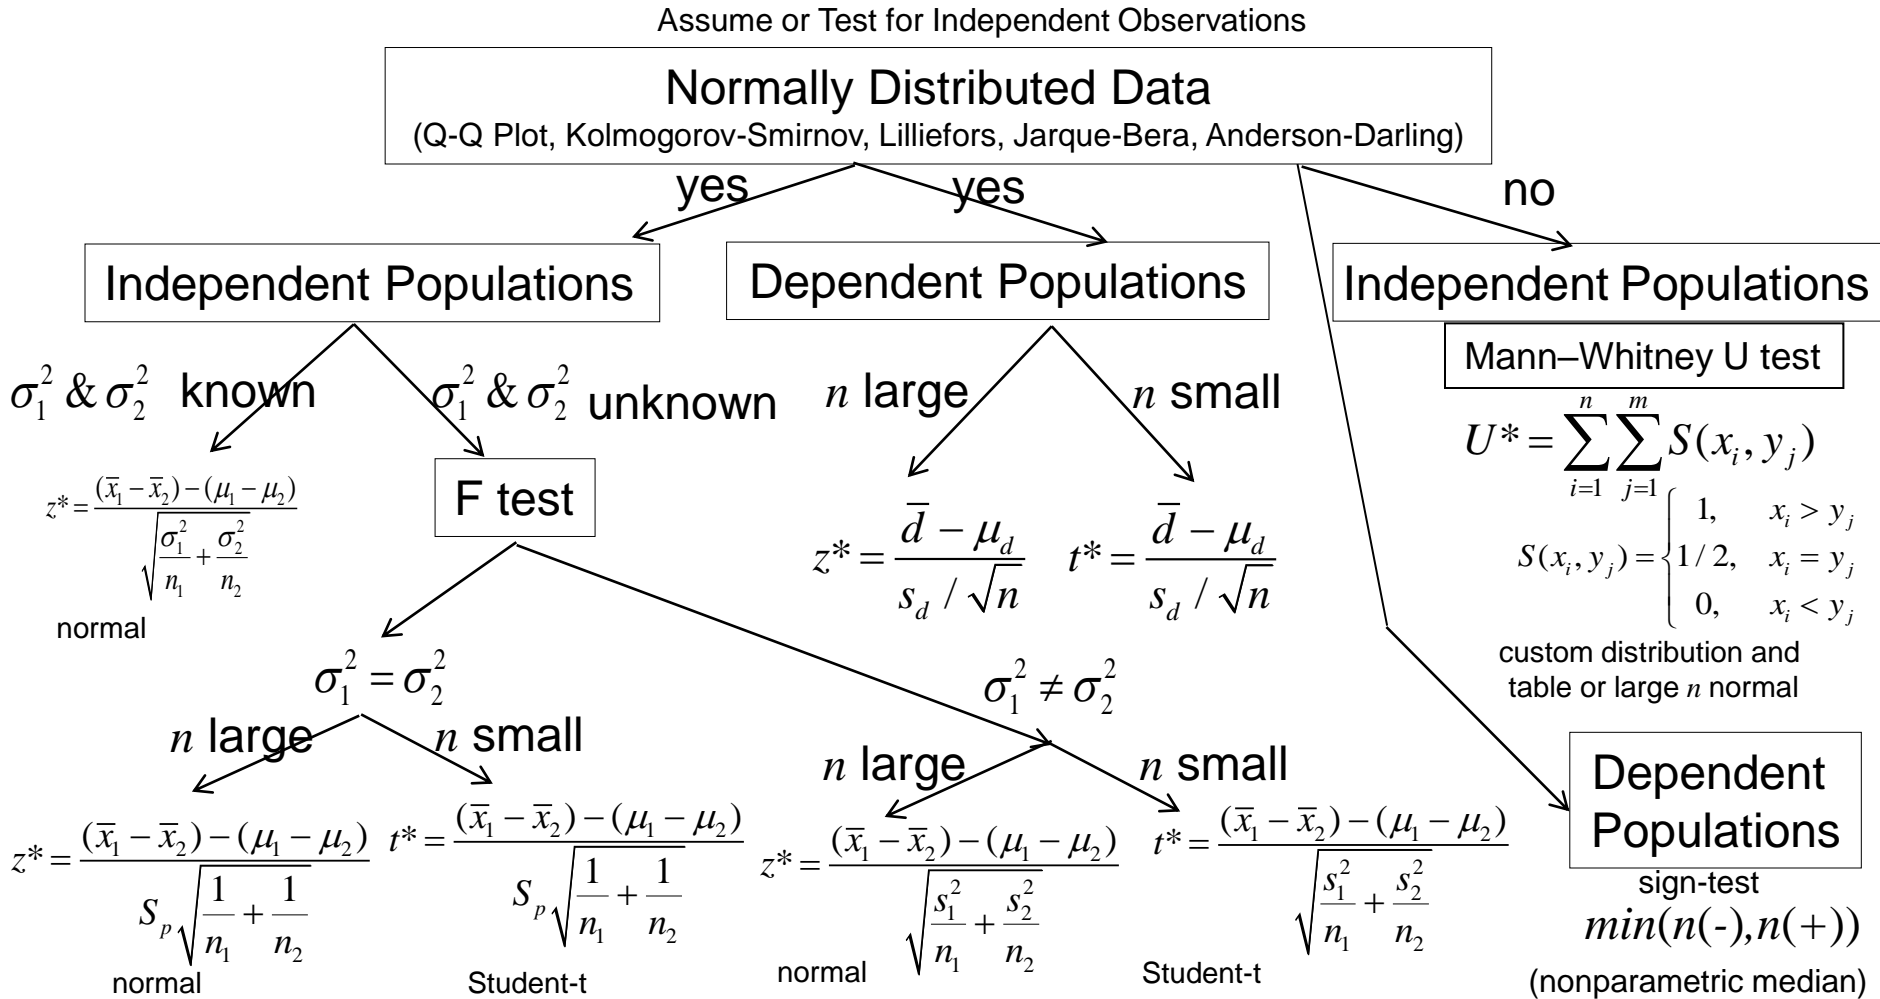 Assume or Test for Independent Observations
Normally Distributed Data
(Q-Q Plot, Kolmogorov-Smirnov, Lilliefors, Jarque-Bera, Anderson-Darling)
yes
yes
no
Independent Populations
Dependent Populations
Independent Populations
Mann–Whitney U test
σ₁² & σ₂² known
σ₁² & σ₂² unknown
n large
n small
U* = ∑_{i=1}^{n} ∑_{j=1}^{m} S(x_i, y_j)
z* = ((x̄₁ − x̄₂) − (μ₁ − μ₂)) / √(σ₁²/n₁ + σ₂²/n₂)
normal
F test
z* = (d̄ − μ_d) / (s_d / √n)
t* = (d̄ − μ_d) / (s_d / √n)
S(x_i, y_j) = { 1, x_i > y_j
1/2, x_i = y_j
0, x_i < y_j
custom distribution and
table or large n normal
σ₁² = σ₂²
σ₁² ≠ σ₂²
n large
n small
n large
n small
z* = ((x̄₁ − x̄₂) − (μ₁ − μ₂)) / (S_p √(1/n₁ + 1/n₂))
normal
t* = ((x̄₁ − x̄₂) − (μ₁ − μ₂)) / (S_p √(1/n₁ + 1/n₂))
Student-t
z* = ((x̄₁ − x̄₂) − (μ₁ − μ₂)) / √(s₁²/n₁ + s₂²/n₂)
normal
t* = ((x̄₁ − x̄₂) − (μ₁ − μ₂)) / √(s₁²/n₁ + s₂²/n₂)
Student-t
Dependent
Populations
sign-test
min(n(-),n(+))
(nonparametric median)